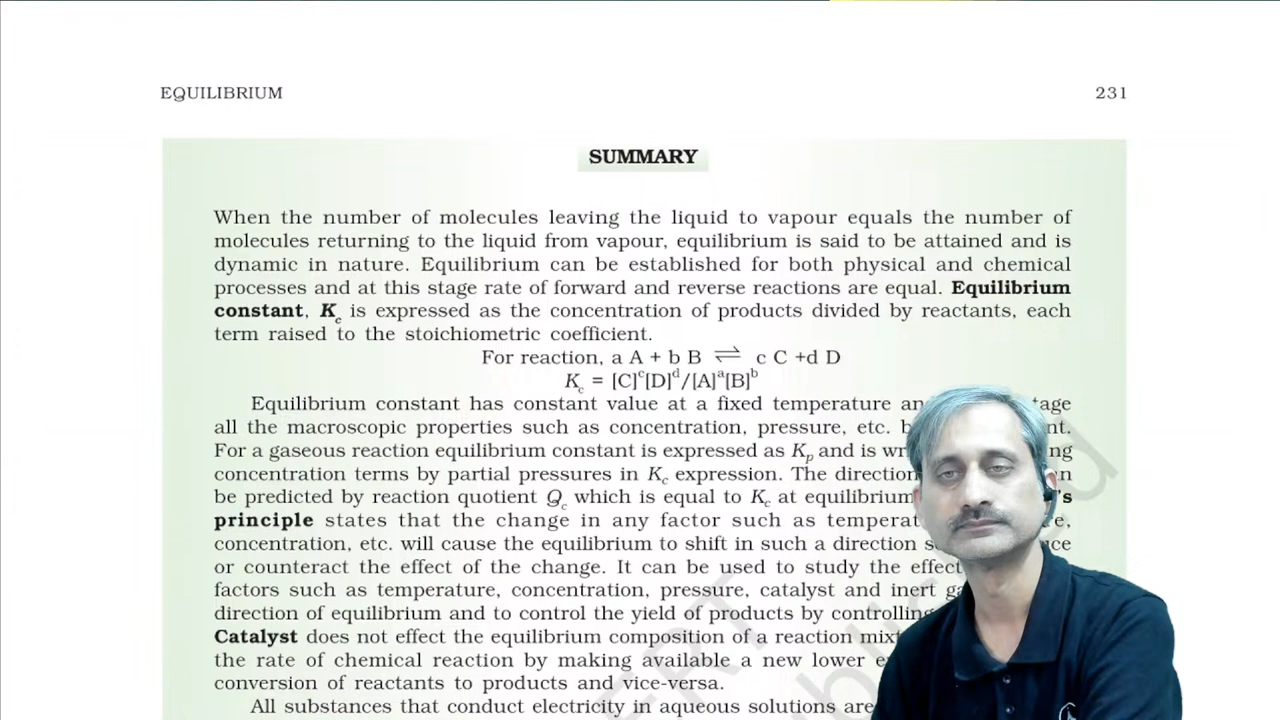 EQUILIBRIUM 231
SUMMARY
When the number of molecules leaving the liquid to vapour equals the number of
molecules returning to the liquid from vapour, equilibrium is said to be attained and is
dynamic in nature. Equilibrium can be established for both physical and chemical
processes and at this stage rate of forward and reverse reactions are equal. Equilibrium
constant, Kc is expressed as the concentration of products divided by reactants, each
term raised to the stoichiometric coefficient.
For reaction, a A + b B ⇌ c C +d D
Kc = [C]^c[D]^d/[A]^a[B]^b
Equilibrium constant has constant value at a fixed temperature
all the macroscopic properties such as concentration, pressure, etc.
For a gaseous reaction equilibrium constant is expressed as Kp and is
concentration terms by partial pressures in Kc expression. The direction
be predicted by reaction quotient Qc which is equal to Kc at equilibrium
principle states that the change in any factor such as
concentration, etc. will cause the equilibrium to shift in such a direction
or counteract the effect of the change. It can be used to study the effect
factors such as temperature, concentration, pressure, catalyst and inert
direction of equilibrium and to control the yield of products by controlling
Catalyst does not effect the equilibrium composition of a reaction
the rate of chemical reaction by making available a new lower
conversion of reactants to products and vice-versa.
All substances that conduct electricity in aqueous solutions are